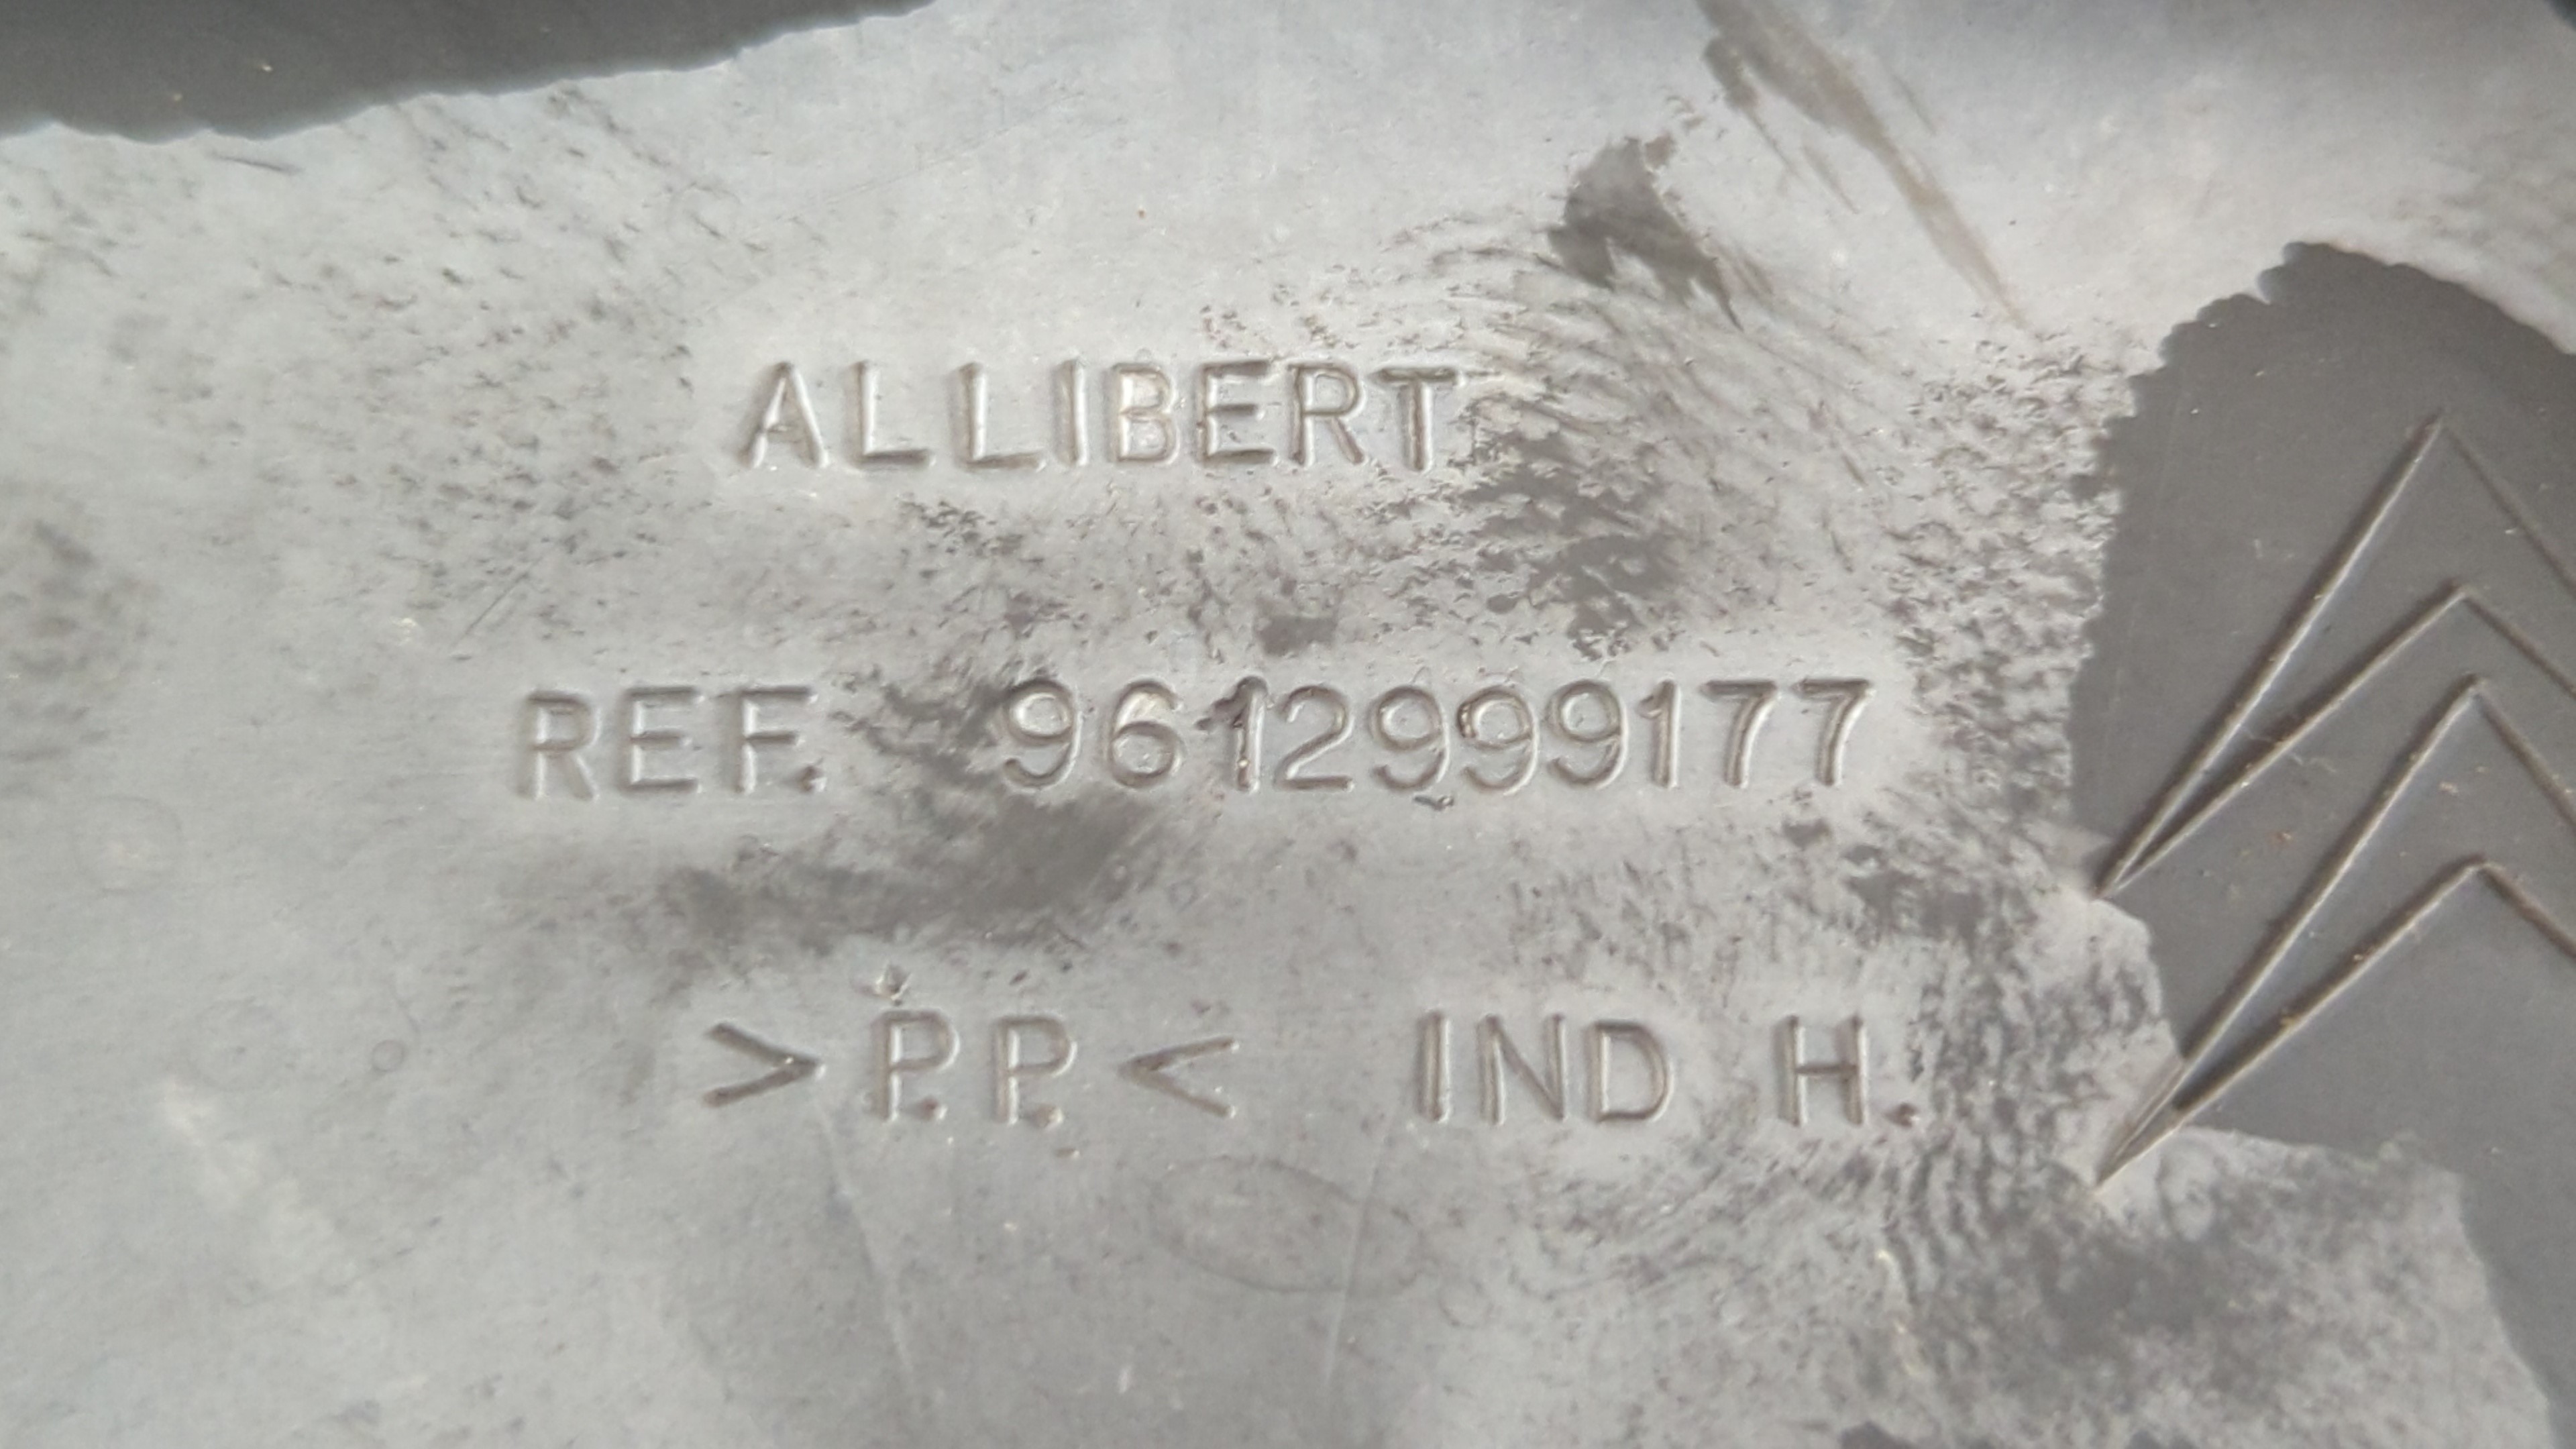 ALLIBERT
REF. 9612999177
>P.P.< IND H.